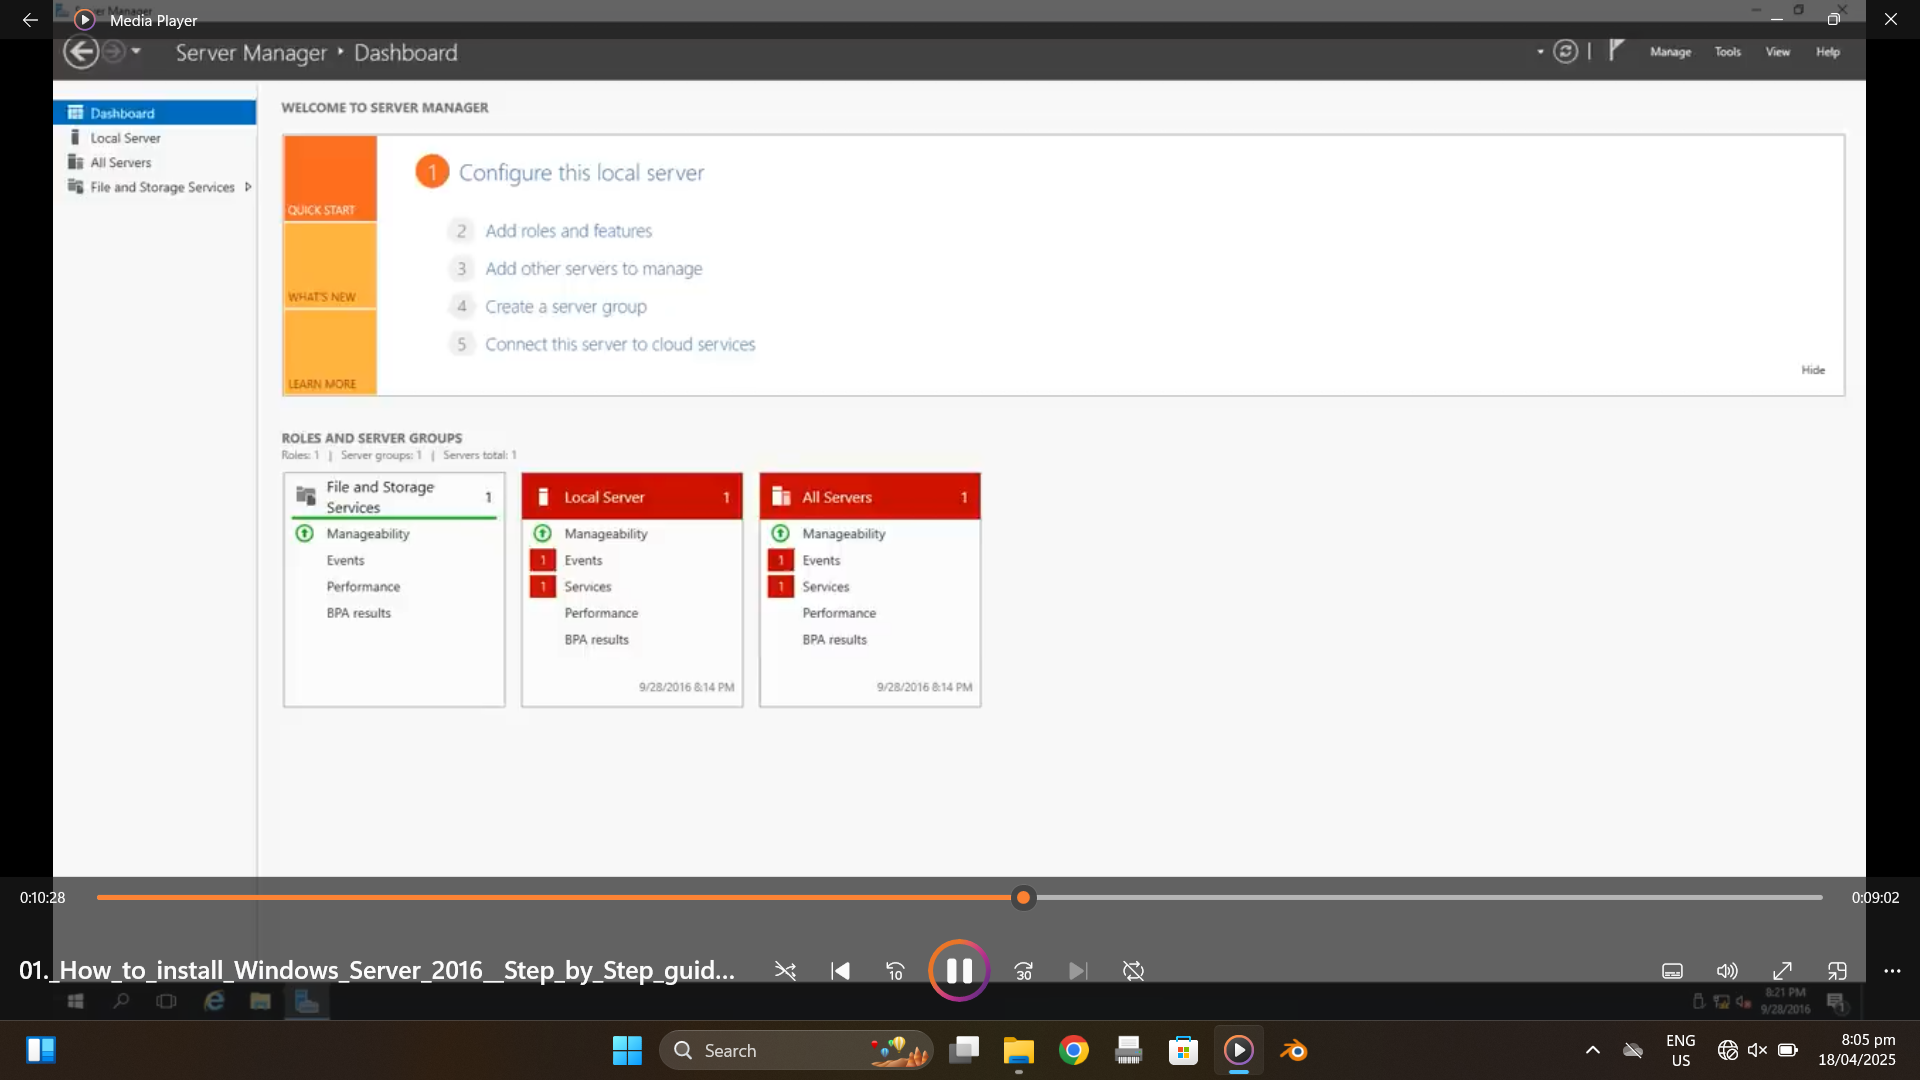 Media Player
Server Manager
Server Manager • Dashboard
Manage Tools View Help
Dashboard
Local Server
All Servers
File and Storage Services
WELCOME TO SERVER MANAGER
QUICK START
WHAT'S NEW
LEARN MORE
1 Configure this local server
2 Add roles and features
3 Add other servers to manage
4 Create a server group
5 Connect this server to cloud services
Hide
ROLES AND SERVER GROUPS
Roles: 1 | Server groups: 1 | Servers total: 1
File and Storage
Services 1
Manageability
Events
Performance
BPA results
Local Server 1
Manageability
1 Events
1 Services
Performance
BPA results
9/28/2016 8:14 PM
All Servers 1
Manageability
1 Events
1 Services
Performance
BPA results
9/28/2016 8:14 PM
0:10:28
0:09:02
01._How_to_install_Windows_Server_2016__Step_by_Step_guid...
10
30
8:21 PM
9/28/2016
1
Search
ENG
US
8:05 pm
18/04/2025